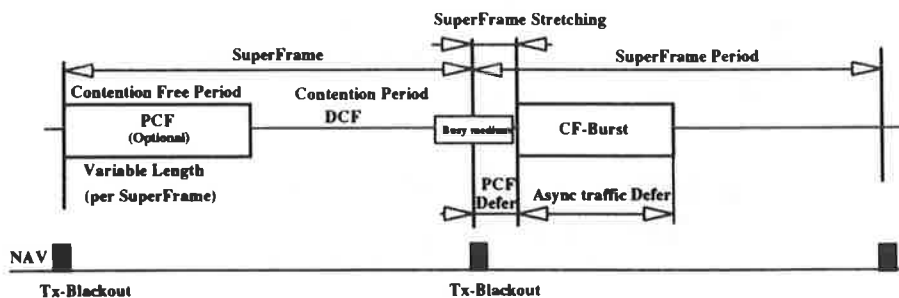 SuperFrame Stretching
SuperFrame
SuperFrame Period
Contention Free Period
Contention Period
PCF
(Optional)
DCF
Busy medium
CF-Burst
Variable Length
(per SuperFrame)
PCF
Defer
Async traffic Defer
NAV
Tx-Blackout
Tx-Blackout